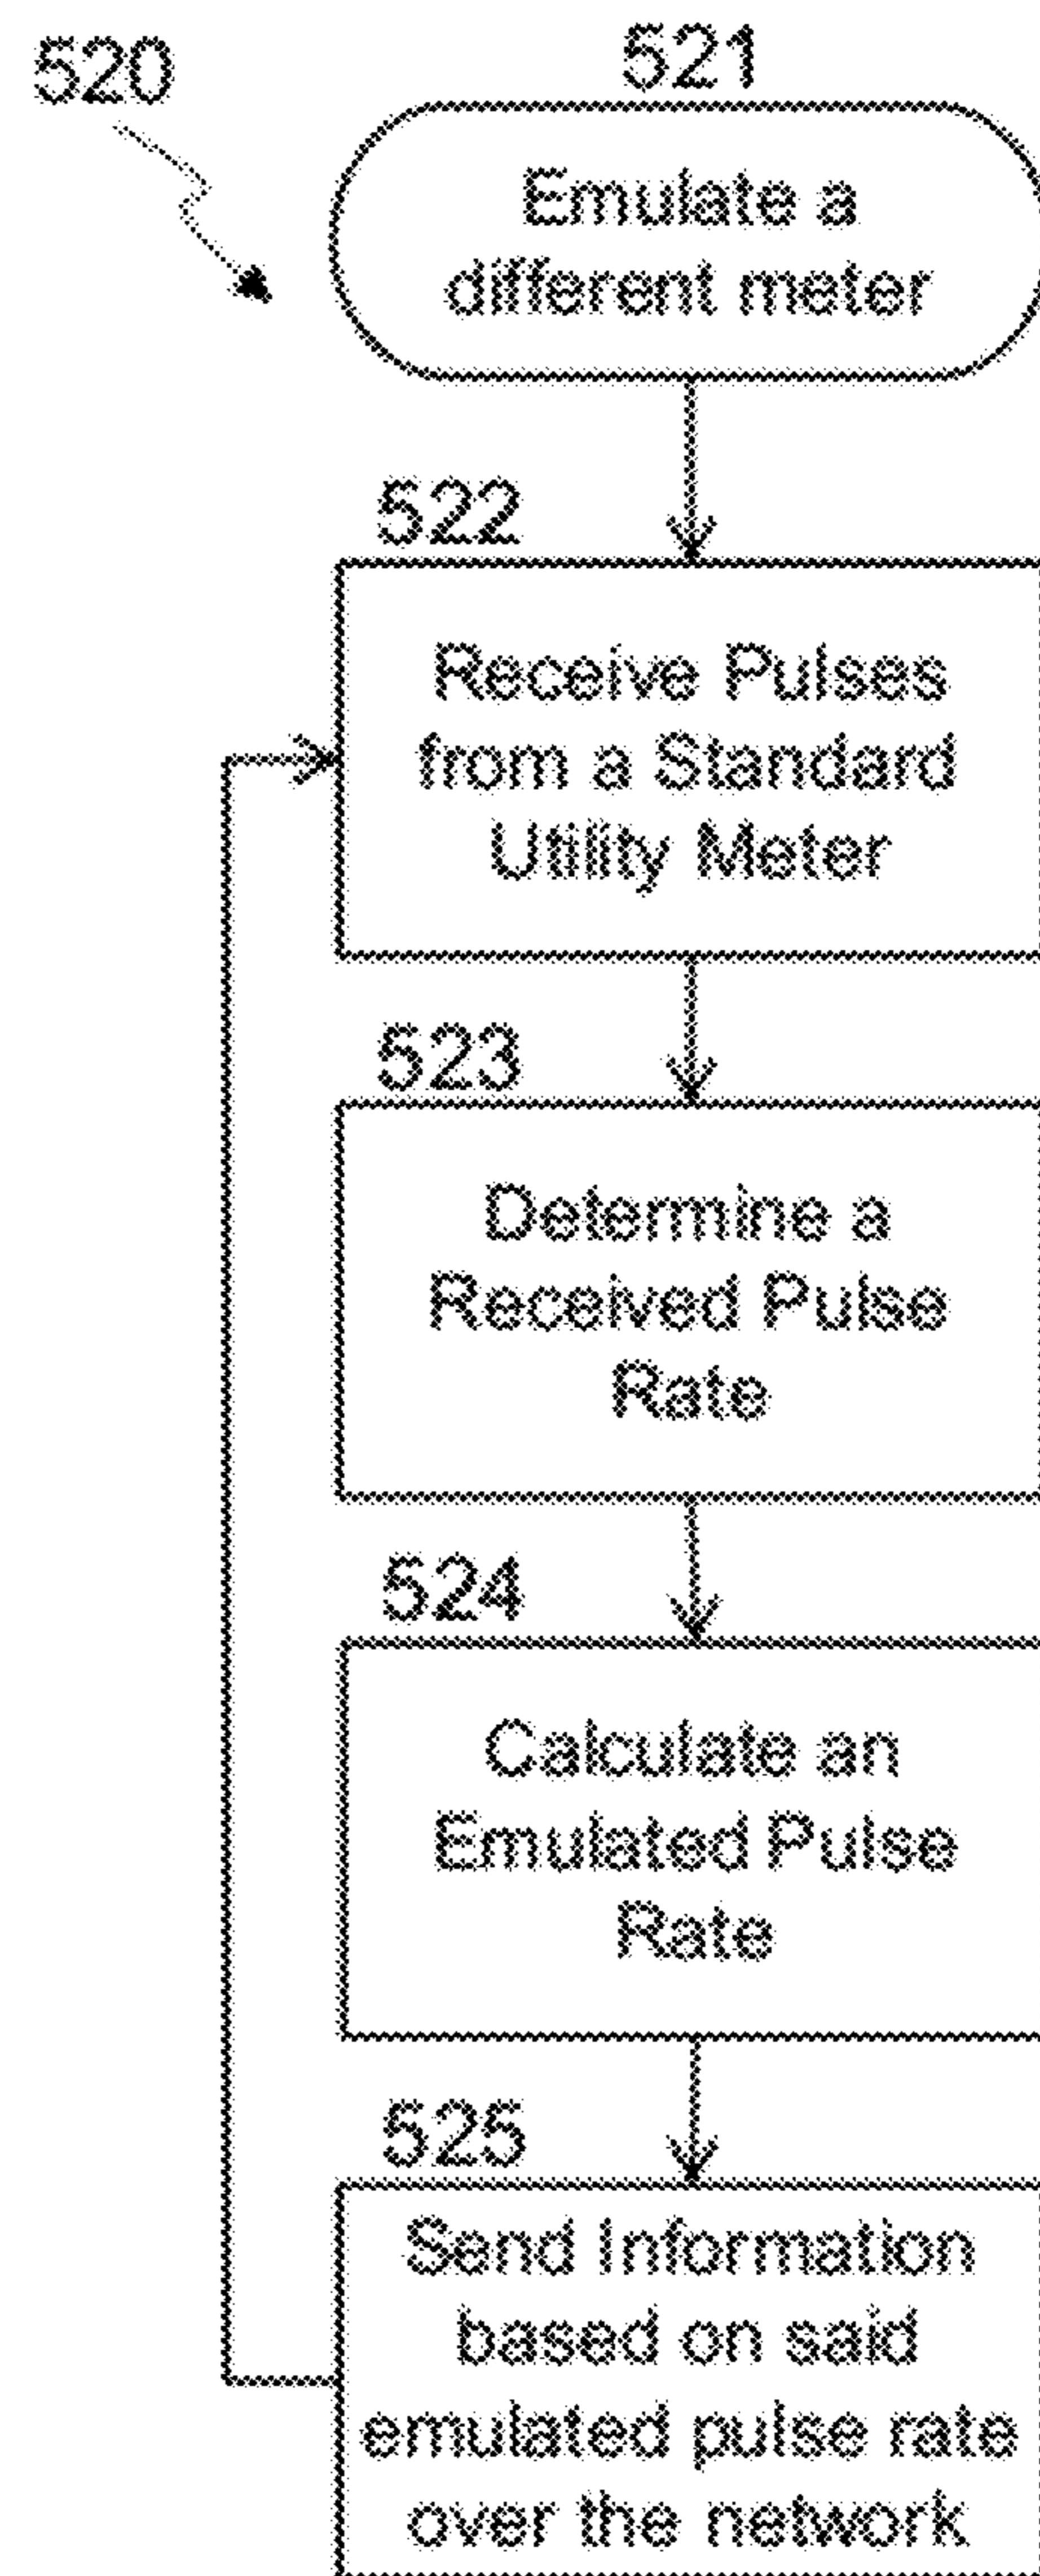 520
521
Emulate a
different meter
522
Receive Pulses
from a Standard
Utility Meter
523
Determine a
Received Pulse
Rate
524
Calculate an
Emulated Pulse
Rate
525
Send Information
based on said
emulated pulse rate
over the network